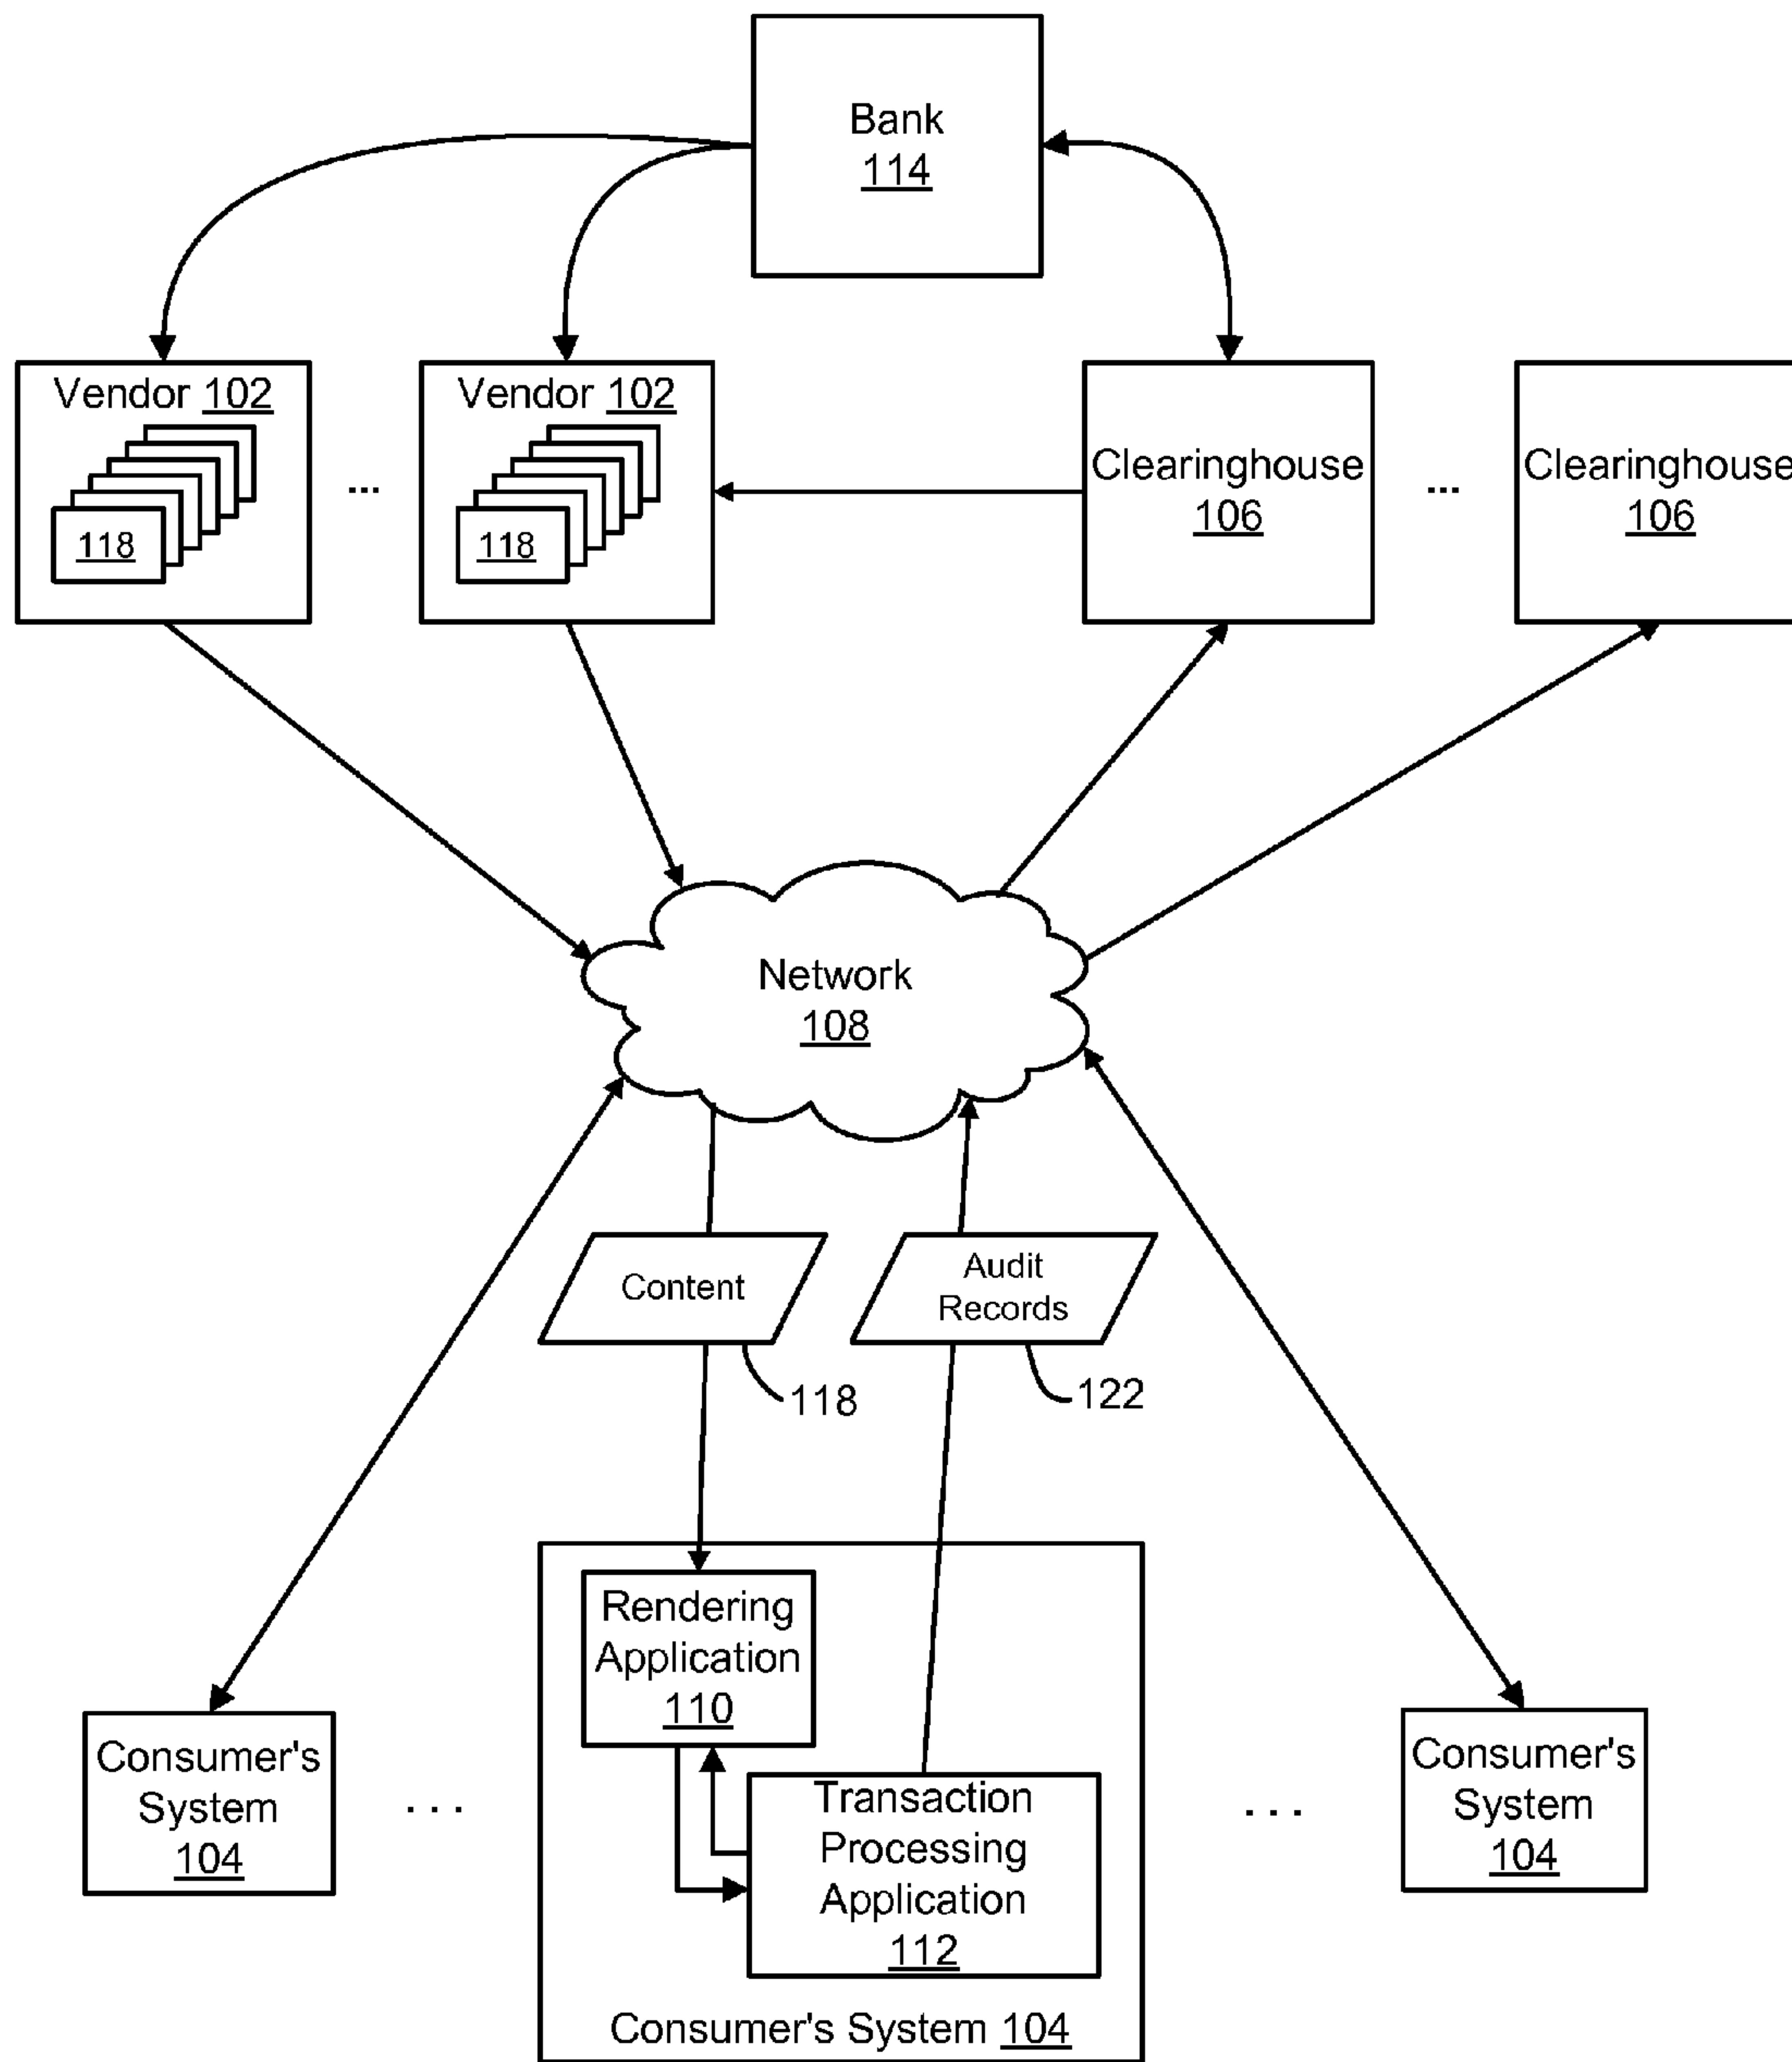 Bank
114
Vendor 102
118
...
Vendor 102
118
Clearinghouse
106
...
Clearinghouse
106
Network
108
Content
118
Audit
Records
122
Rendering
Application
110
Transaction
Processing
Application
112
Consumer's System 104
Consumer's
System
104
. . .
. . .
Consumer's
System
104